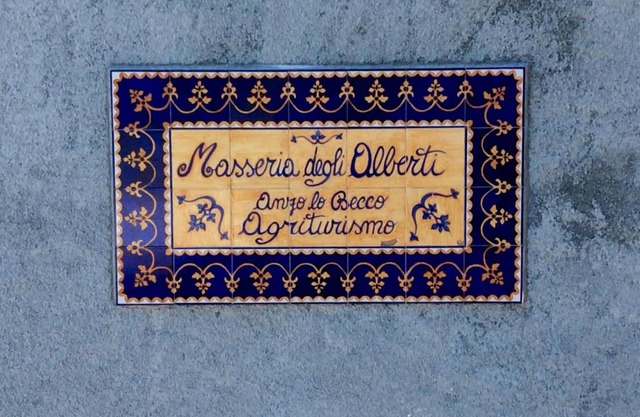 Masseria degli Alberti
Anzo lo Becco
Agriturismo